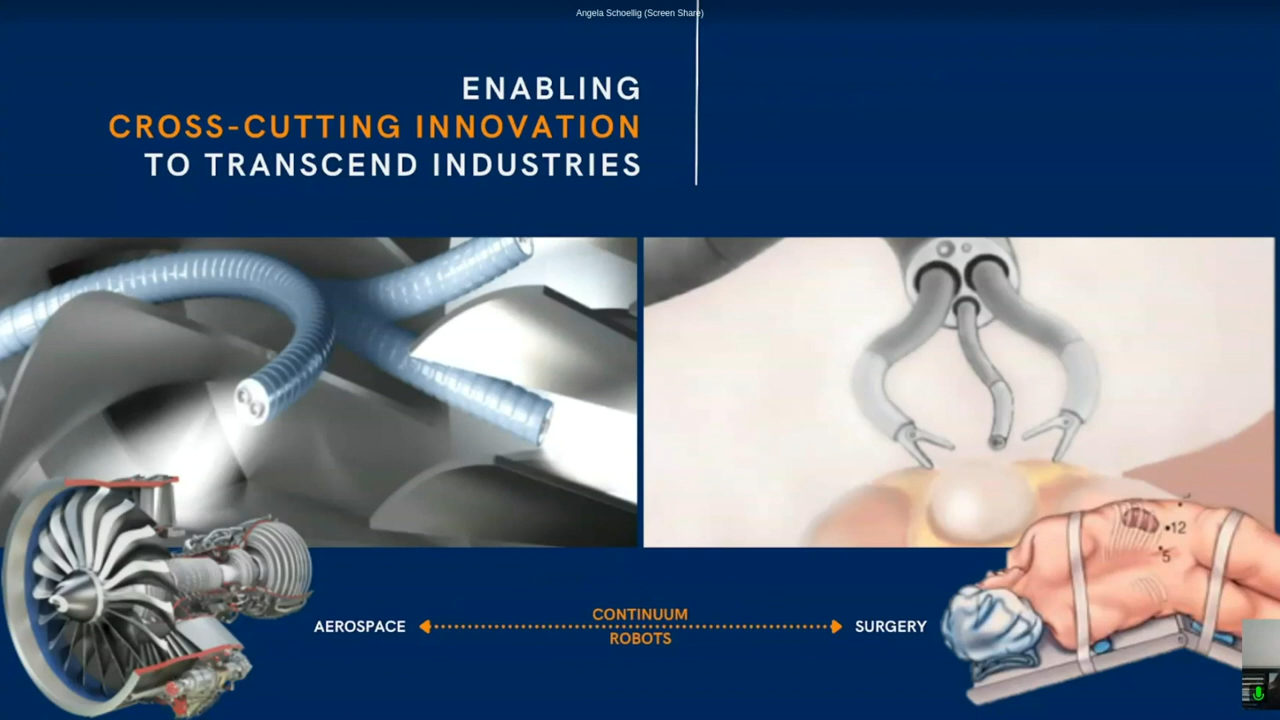 Angela Schoellig (Screen Share)
ENABLING
CROSS-CUTTING INNOVATION
TO TRANSCEND INDUSTRIES
12
5
AEROSPACE
CONTINUUM
ROBOTS
SURGERY